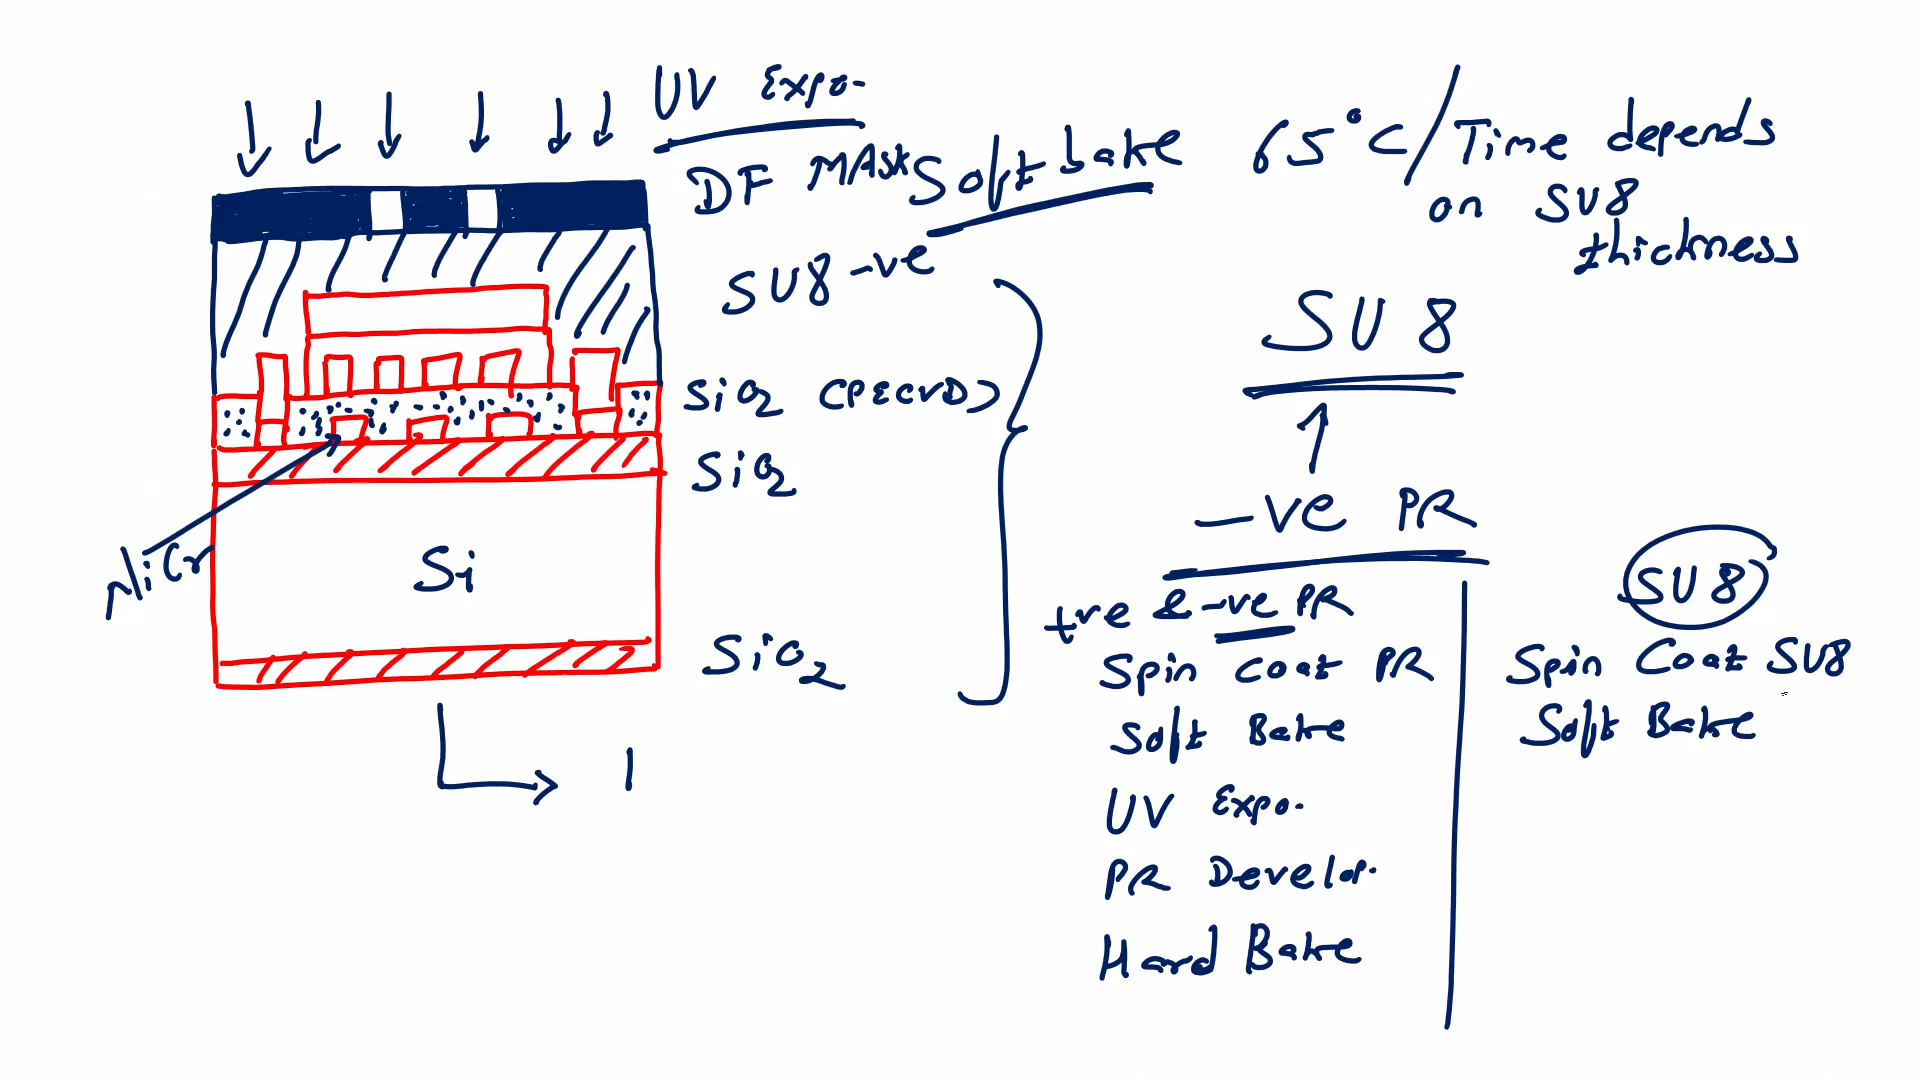 UV Expo.
DF MASK
Soft bake
65°C/Time depends
on SU8
thickness
SU8 -ve
SiO2 (PECVD)
SiO2
NiCr
Si
SiO2
1
SU8
-ve PR
+ve & -ve PR
Spin Coat PR
Soft Bake
UV Expo.
PR Develop.
Hard Bake
SU8
Spin Coat SU8
Soft Bake